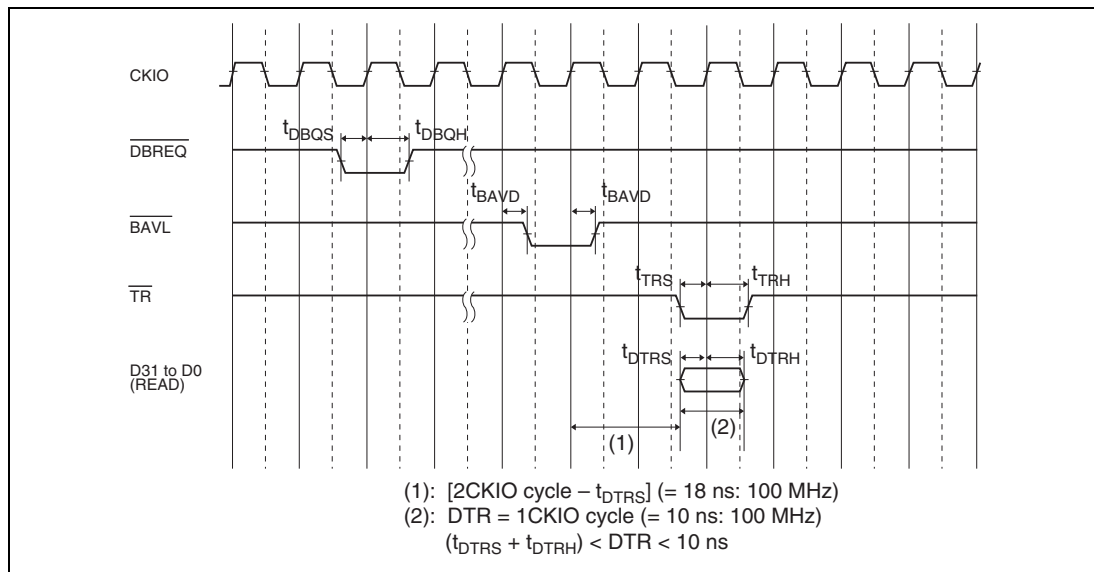 CKIO
tDBQS tDBQH
DBREQ
tBAVD tBAVD
BAVL
tTRS tTRH
TR
tDTRS tDTRH
D31 to D0
(READ)
(2)
(1)
(1): [2CKIO cycle – tDTRS] (= 18 ns: 100 MHz)
(2): DTR = 1CKIO cycle (= 10 ns: 100 MHz)
(tDTRS + tDTRH) < DTR < 10 ns